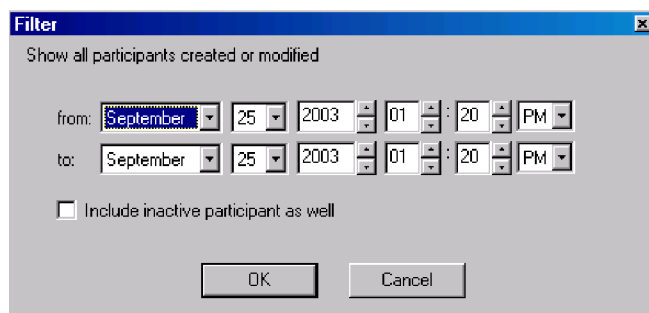 Filter
Show all participants created or modified
from: September 25 2003 01 : 20 PM
to: September 25 2003 01 : 20 PM
Include inactive participant as well
OK Cancel